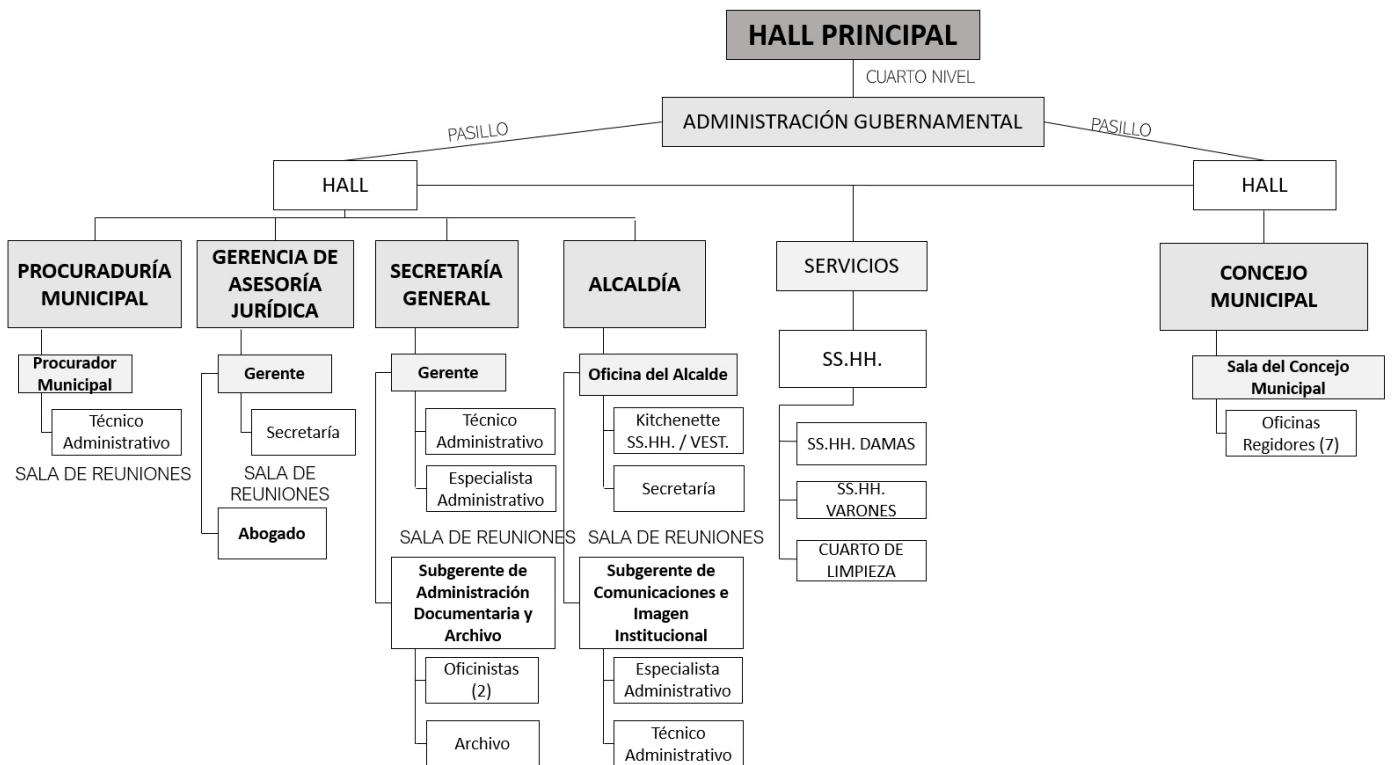 HALL PRINCIPAL
CUARTO NIVEL
ADMINISTRACIÓN GUBERNAMENTAL
PASILLO
PASILLO
HALL
HALL
PROCURADURÍA
MUNICIPAL
GERENCIA DE
ASESORÍA
JURÍDICA
SECRETARÍA
GENERAL
ALCALDÍA
SERVICIOS
CONCEJO
MUNICIPAL
Procurador
Municipal
Técnico
Administrativo
SALA DE REUNIONES
Gerente
Secretaría
SALA DE
REUNIONES
Abogado
Gerente
Técnico
Administrativo
Especialista
Administrativo
SALA DE REUNIONES
Subgerente de
Administración
Documentaria y
Archivo
Oficinistas
(2)
Archivo
Oficina del Alcalde
Kitchenette
SS.HH. / VEST.
Secretaría
SALA DE REUNIONES
Subgerente de
Comunicaciones e
Imagen
Institucional
Especialista
Administrativo
Técnico
Administrativo
SS.HH.
SS.HH. DAMAS
SS.HH.
VARONES
CUARTO DE
LIMPIEZA
Sala del Concejo
Municipal
Oficinas
Regidores (7)